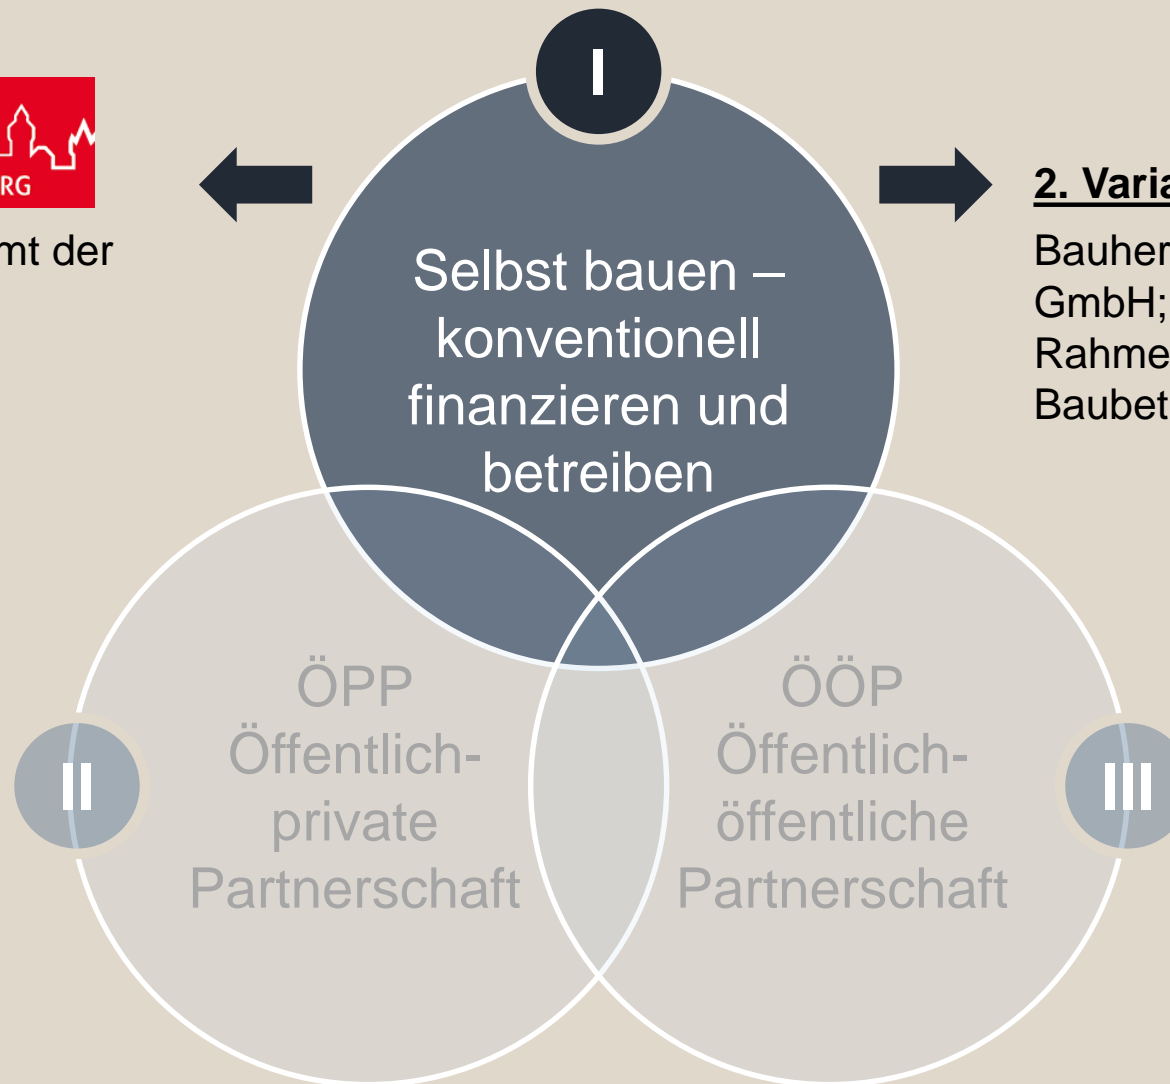 I
RG
mt der
Selbst bauen –
konventionell
finanzieren und
betreiben
2. Varia
Bauher
GmbH;
Rahme
Baubet
ÖPP
Öffentlich-
private
Partnerschaft
ÖÖP
Öffentlich-
öffentliche
Partnerschaft
II
III